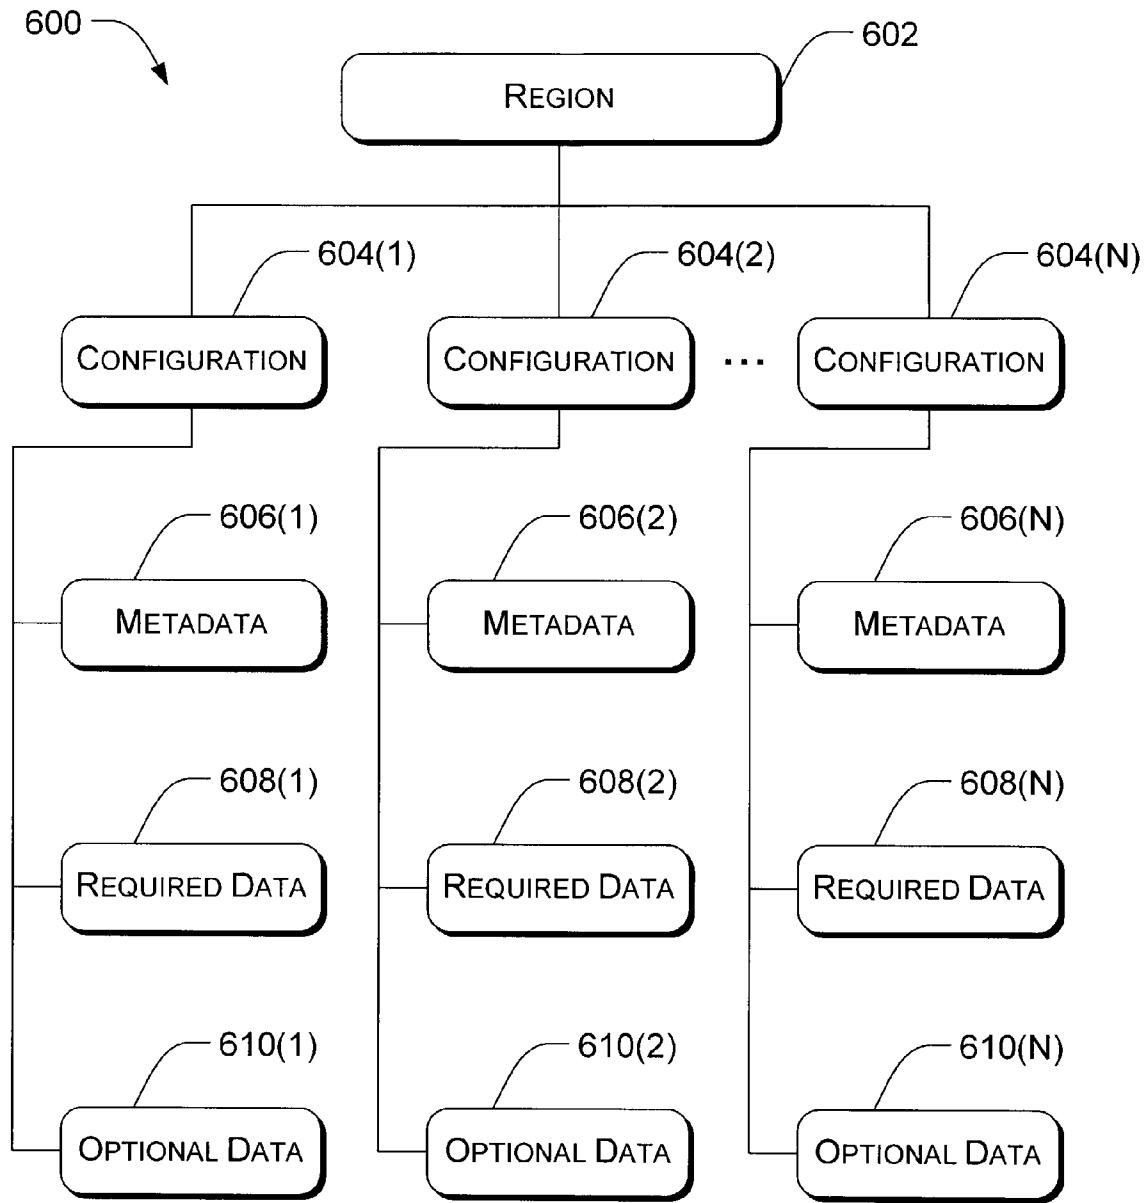 600
602
REGION
604(1)
604(2)
604(N)
CONFIGURATION
CONFIGURATION
...
CONFIGURATION
606(1)
606(2)
606(N)
METADATA
METADATA
METADATA
608(1)
608(2)
608(N)
REQUIRED DATA
REQUIRED DATA
REQUIRED DATA
610(1)
610(2)
610(N)
OPTIONAL DATA
OPTIONAL DATA
OPTIONAL DATA